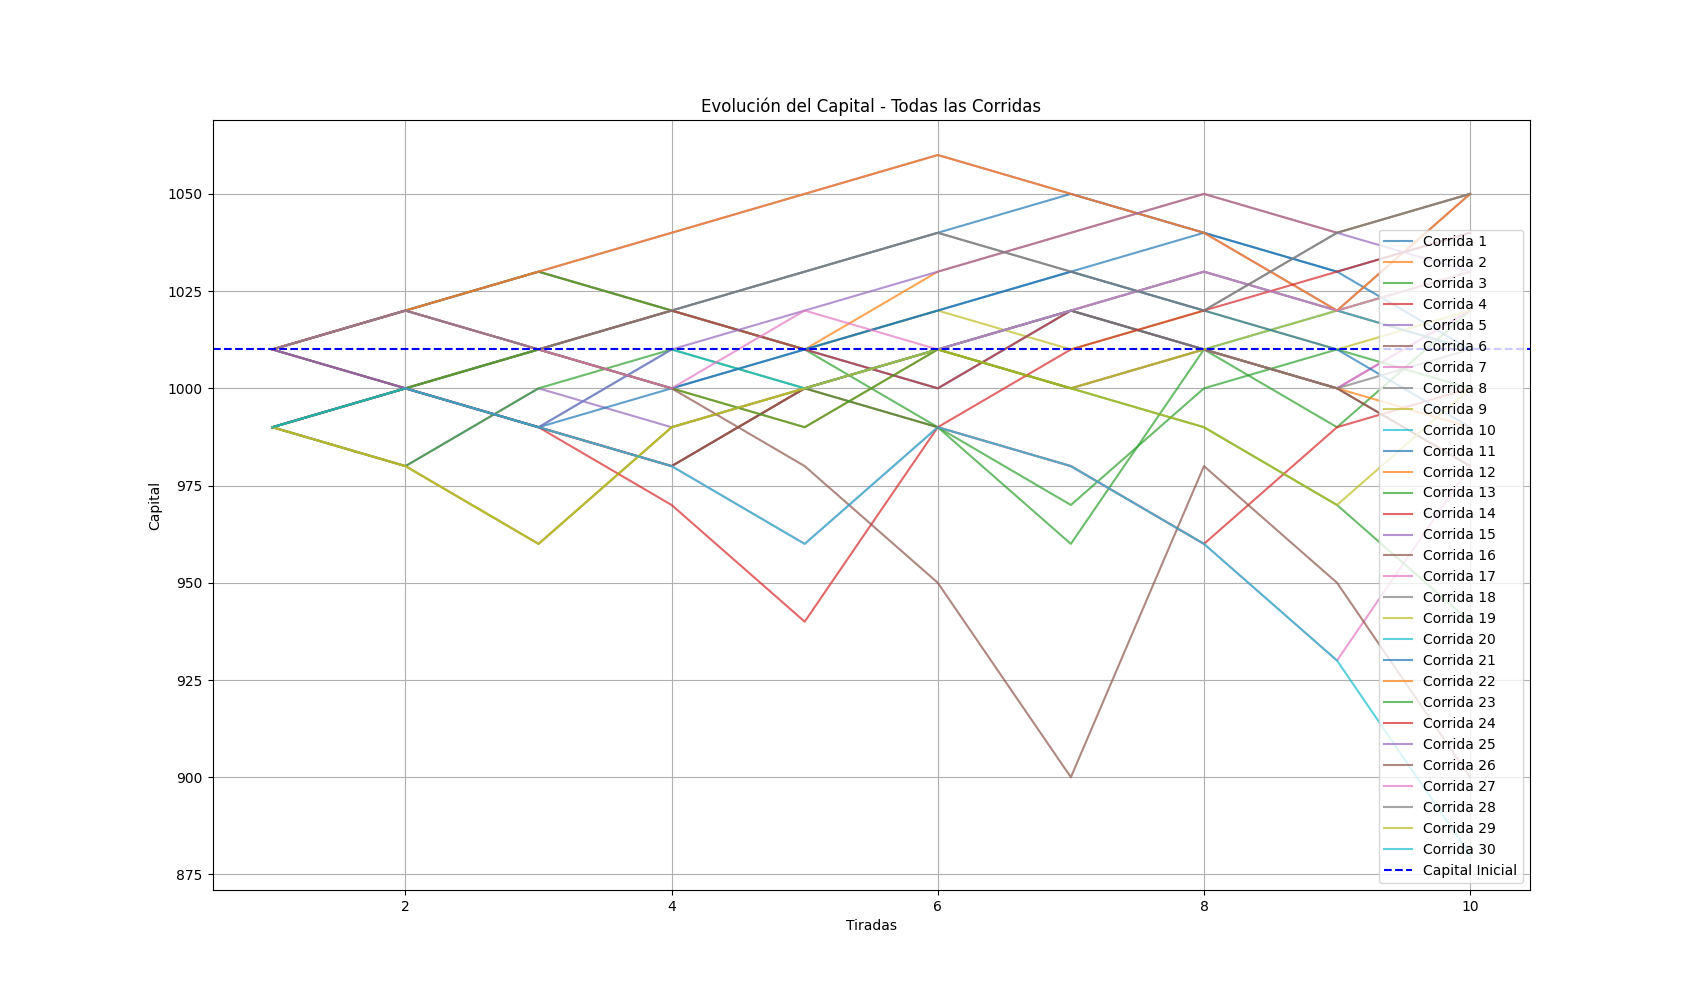 Evolución del Capital - Todas las Corridas
Capital
1050
1025
1000
975
950
925
900
875
2
4
6
8
10
Tiradas
Corrida 1
Corrida 2
Corrida 3
Corrida 4
Corrida 5
Corrida 6
Corrida 7
Corrida 8
Corrida 9
Corrida 10
Corrida 11
Corrida 12
Corrida 13
Corrida 14
Corrida 15
Corrida 16
Corrida 17
Corrida 18
Corrida 19
Corrida 20
Corrida 21
Corrida 22
Corrida 23
Corrida 24
Corrida 25
Corrida 26
Corrida 27
Corrida 28
Corrida 29
Corrida 30
Capital Inicial